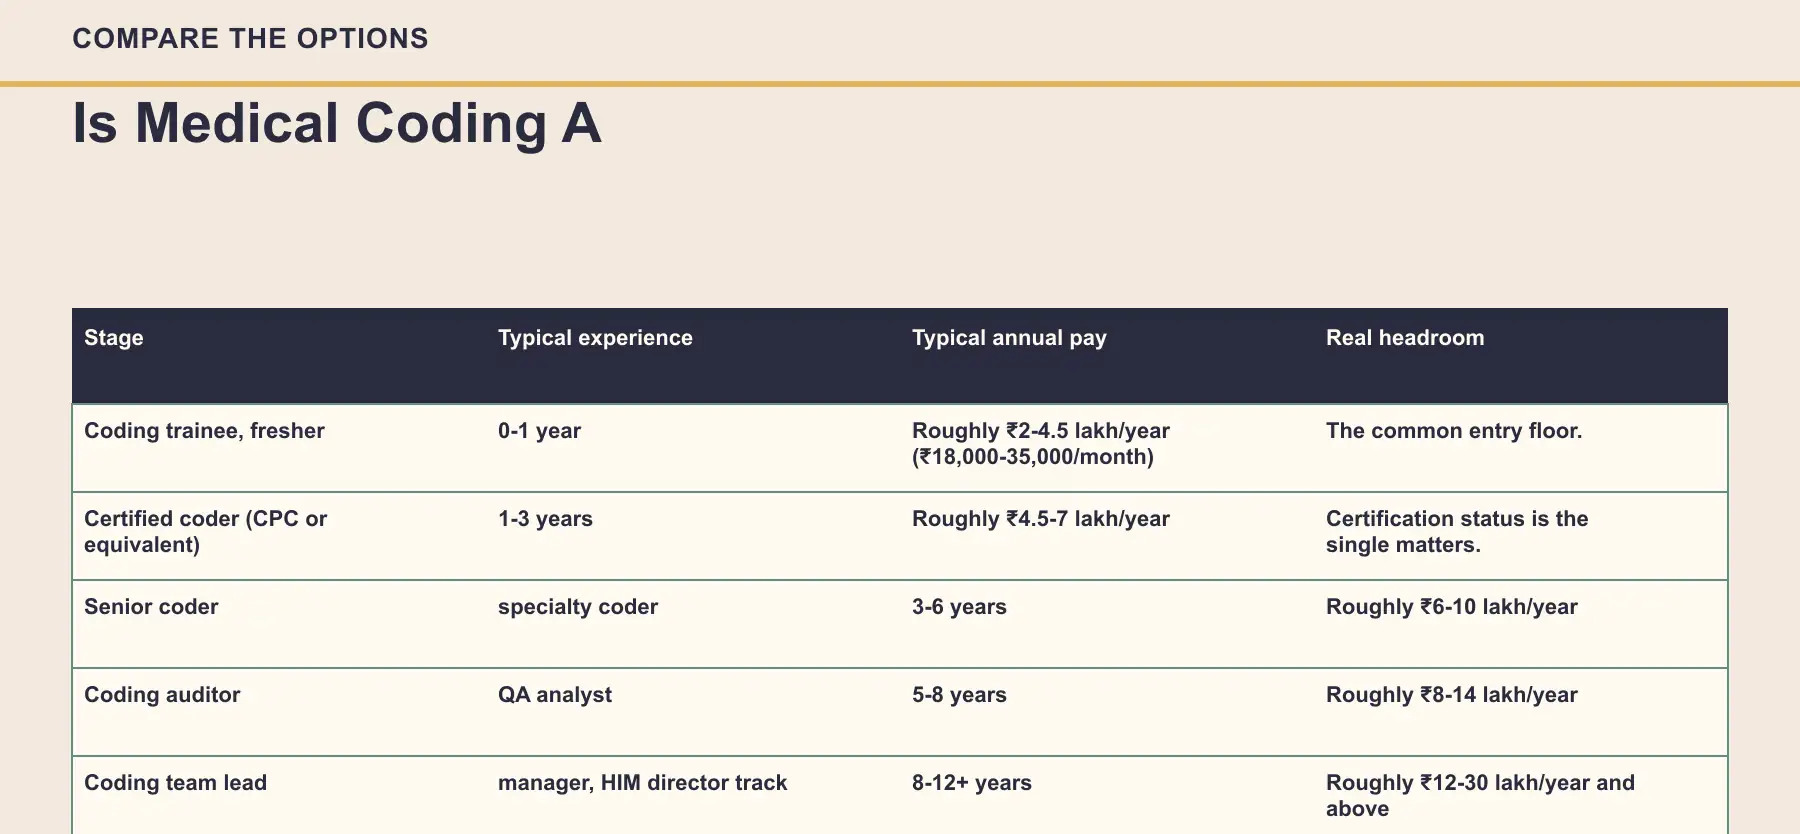 COMPARE THE OPTIONS
Is Medical Coding A
Stage Typical experience Typical annual pay Real headroom
Coding trainee, fresher 0-1 year Roughly ₹2-4.5 lakh/year The common entry floor.
(₹18,000-35,000/month)
Certified coder (CPC or 1-3 years Roughly ₹4.5-7 lakh/year Certification status is the
equivalent) single matters.
Senior coder specialty coder 3-6 years Roughly ₹6-10 lakh/year
Coding auditor QA analyst 5-8 years Roughly ₹8-14 lakh/year
Coding team lead manager, HIM director track 8-12+ years Roughly ₹12-30 lakh/year and
above